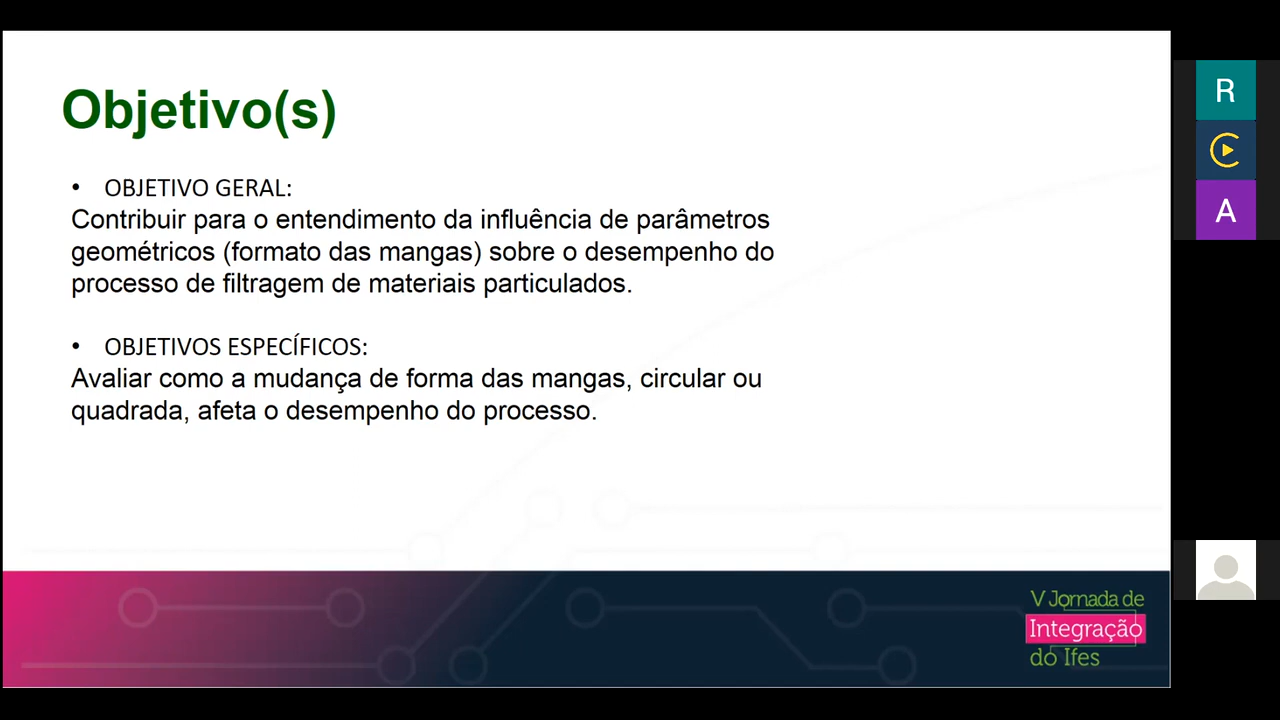 Objetivo(s)
• OBJETIVO GERAL:
Contribuir para o entendimento da influência de parâmetros
geométricos (formato das mangas) sobre o desempenho do
processo de filtragem de materiais particulados.
• OBJETIVOS ESPECÍFICOS:
Avaliar como a mudança de forma das mangas, circular ou
quadrada, afeta o desempenho do processo.
V Jornada de
Integração
do Ifes
R
A